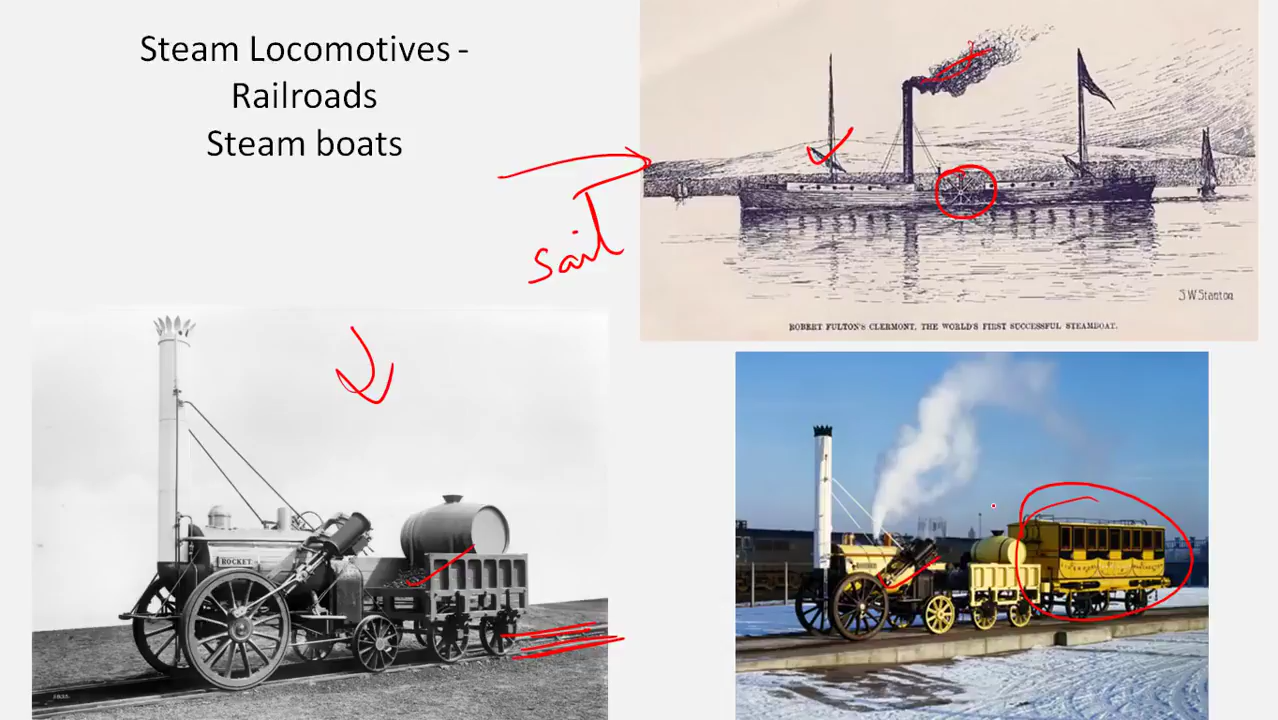 Steam Locomotives -
Railroads
Steam boats
sail
S.W. Stanton
ROBERT FULTON'S CLERMONT, THE WORLD'S FIRST SUCCESSFUL STEAMBOAT.
ROCKET